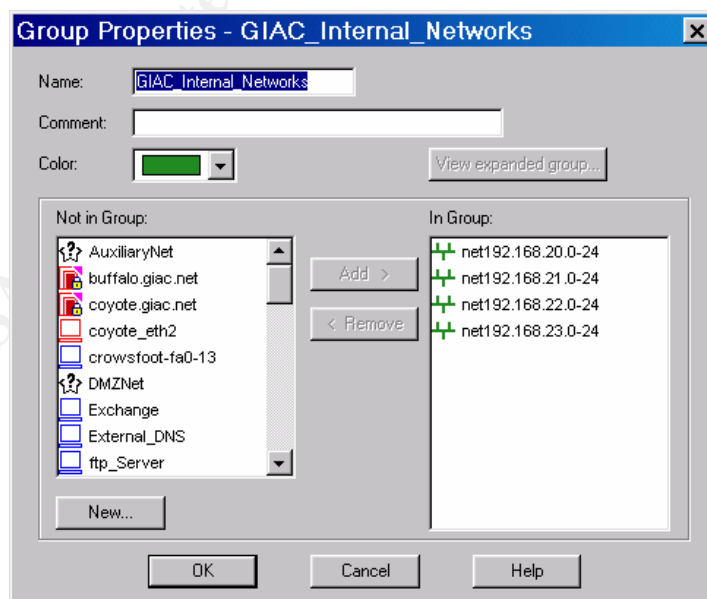 Group Properties - GIAC_Internal_Networks
Name: GIAC_Internal_Networks
Comment:
Color:
View expanded group...
Not in Group:
AuxiliaryNet
buffalo.giac.net
coyote.giac.net
coyote_eth2
crowsfoot-fa0-13
DMZNet
Exchange
External_DNS
ftp_Server
Add >
< Remove
In Group:
net192.168.20.0-24
net192.168.21.0-24
net192.168.22.0-24
net192.168.23.0-24
New...
OK
Cancel
Help